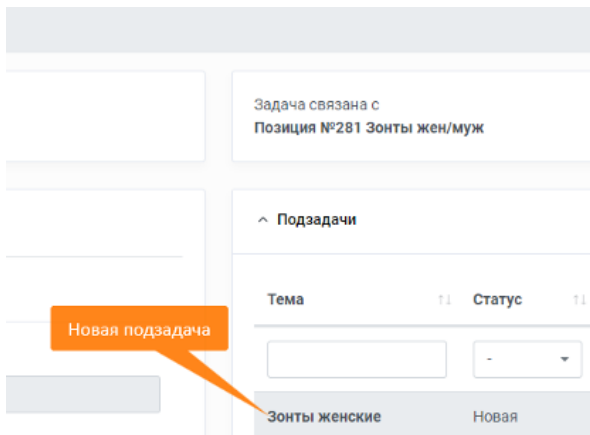 Задача связана с
Позиция №281 Зонты жен/муж
Подзадачи
Тема
Статус
Новая подзадача
-
Зонты женские
Новая